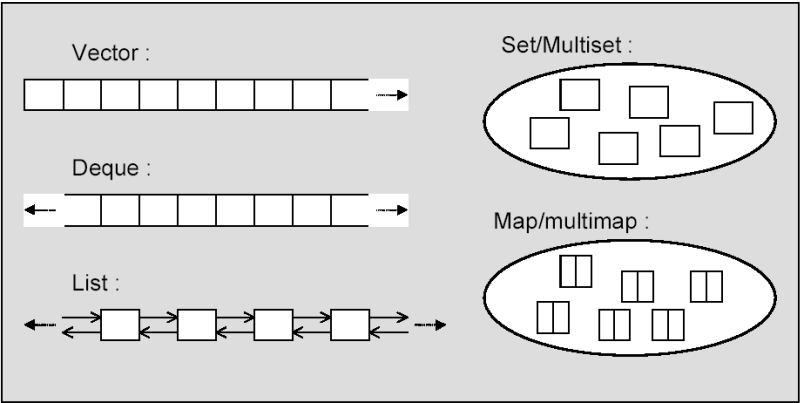 Vector :
Deque :
List :
Set/Multiset :
Map/multimap :